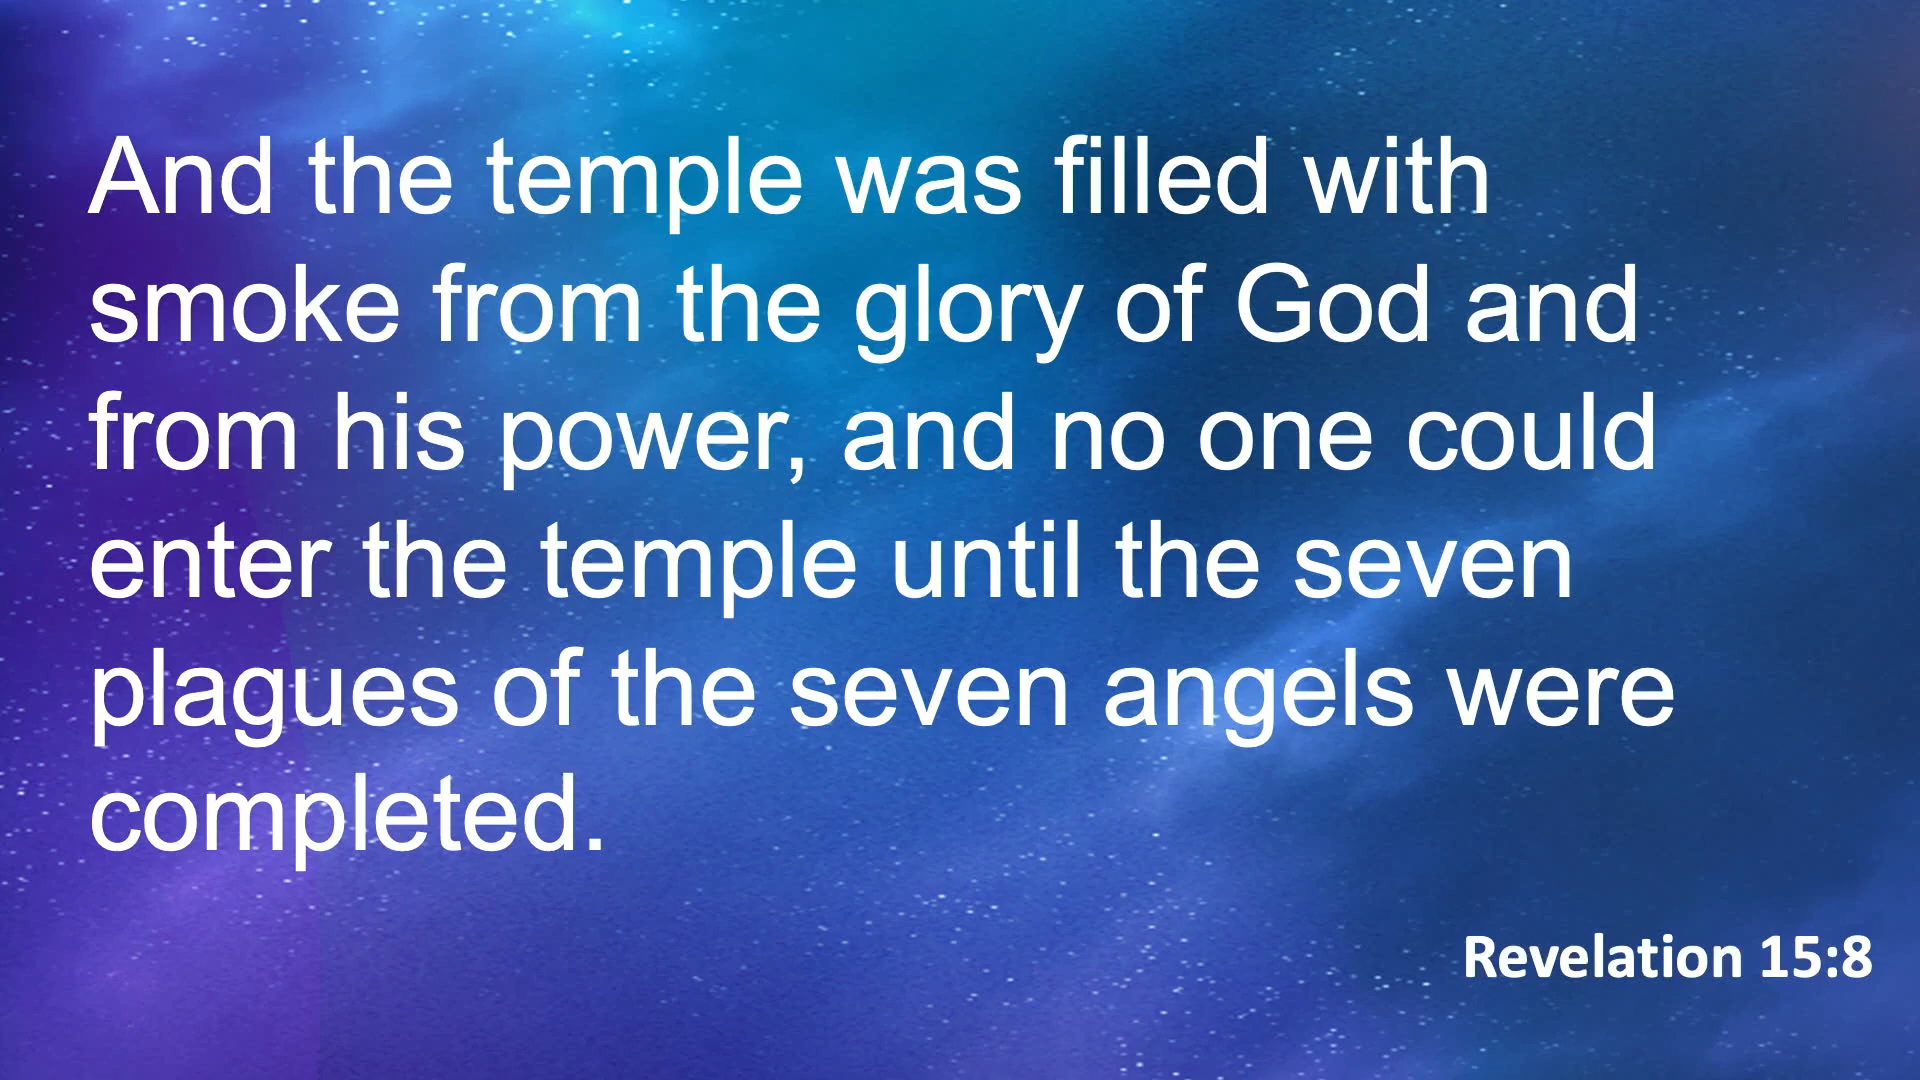 And the temple was filled with
smoke from the glory of God and
from his power, and no one could
enter the temple until the seven
plagues of the seven angels were
completed.
Revelation 15:8